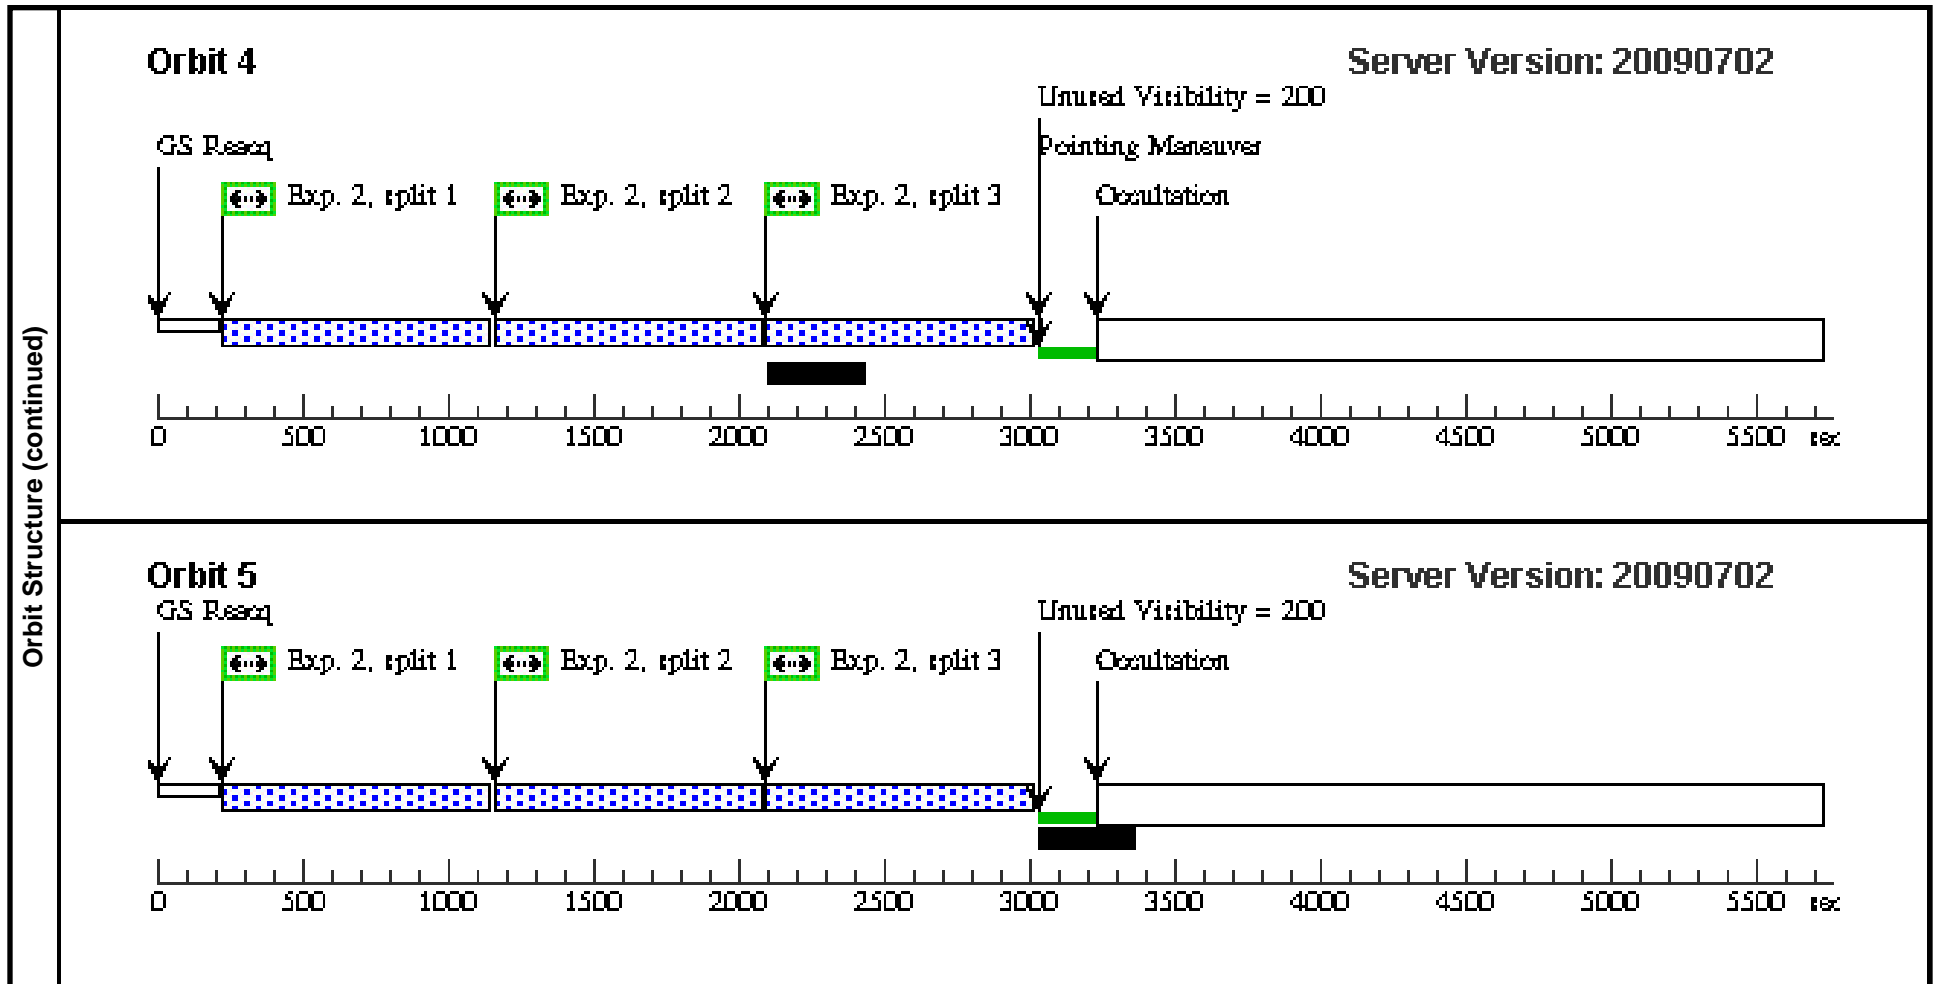 Orbit Structure (continued)
Orbit 4
Server Version: 20090702
Unused Visibility = 200
GS Reacq
Pointing Maneuver
Exp. 2, split 1
Exp. 2, split 2
Exp. 2, split 3
Occultation
0 500 1000 1500 2000 2500 3000 3500 4000 4500 5000 5500 sec
Orbit 5
Server Version: 20090702
GS Reacq
Unused Visibility = 200
Exp. 2, split 1
Exp. 2, split 2
Exp. 2, split 3
Occultation
0 500 1000 1500 2000 2500 3000 3500 4000 4500 5000 5500 sec